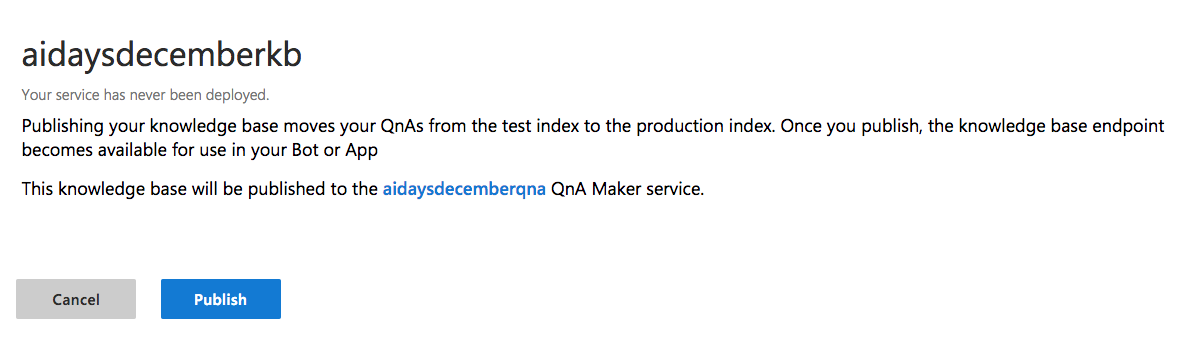 aidaysdecemberkb
Your service has never been deployed.
Publishing your knowledge base moves your QnAs from the test index to the production index. Once you publish, the knowledge base endpoint
becomes available for use in your Bot or App
This knowledge base will be published to the aidaysdecemberqna QnA Maker service.
Cancel
Publish